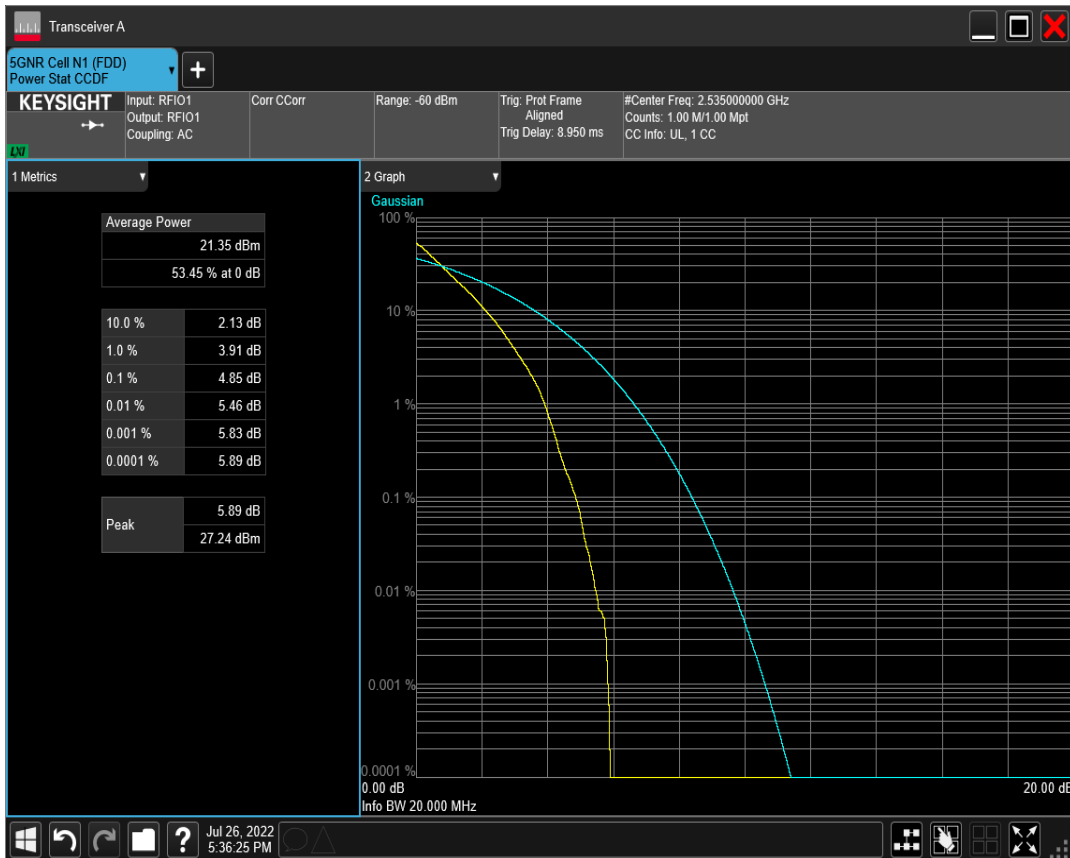 Transceiver A
5GNR Cell N1 (FDD)
Power Stat CCDF
KEYSIGHT
LXI
Input: RFIO1
Output: RFIO1
Coupling: AC
Corr CCorr
Range: -60 dBm
Trig: Prot Frame
Aligned
Trig Delay: 8.950 ms
#Center Freq: 2.535000000 GHz
Counts: 1.00 M/1.00 Mpt
CC Info: UL, 1 CC
1 Metrics
Average Power
21.35 dBm
53.45 % at 0 dB
10.0 % 2.13 dB
1.0 % 3.91 dB
0.1 % 4.85 dB
0.01 % 5.46 dB
0.001 % 5.83 dB
0.0001 % 5.89 dB
Peak
5.89 dB
27.24 dBm
2 Graph
Gaussian
100 %
10 %
1 %
0.1 %
0.01 %
0.001 %
0.0001 %
0.00 dB
20.00 dB
Info BW 20.000 MHz
?
Jul 26, 2022
5:36:25 PM